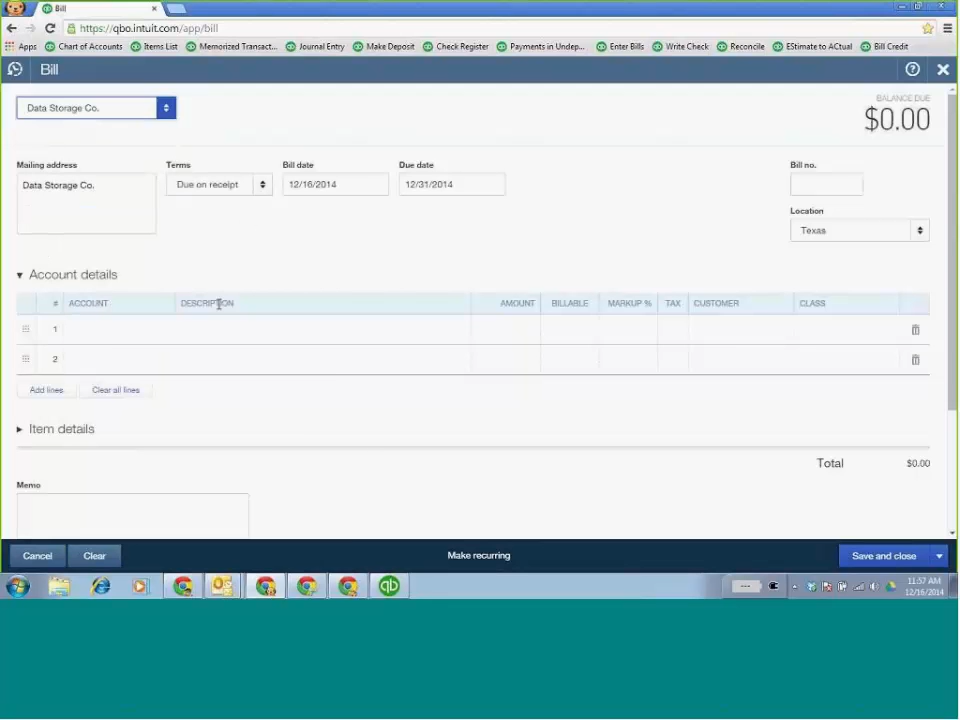 Bill
https://qbo.intuit.com/app/bill
Apps Chart of Accounts Items List Memorized Transact... Journal Entry Make Deposit Check Register Payments in Undep... Enter Bills Write Check Reconcile EStimate to ACtual Bill Credit
Bill
Data Storage Co.
BALANCE DUE
$0.00
Mailing address Terms Bill date Due date Bill no.
Data Storage Co. Due on receipt 12/16/2014 12/31/2014
Location
Texas
Account details
# ACCOUNT DESCRIPTION AMOUNT BILLABLE MARKUP % TAX CUSTOMER CLASS
1
2
Add lines Clear all lines
Item details
Total $0.00
Memo
Cancel Clear Make recurring Save and close
11:57 AM
12/16/2014